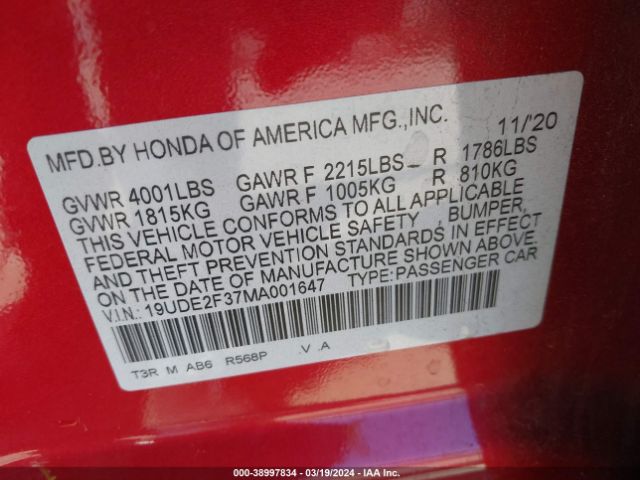 MFD.BY HONDA OF AMERICA MFG.,INC. 11/'20
GVWR 4001LBS GAWR F 2215LBS R 1786LBS
GVWR 1815KG GAWR F 1005KG R 810KG
THIS VEHICLE CONFORMS TO ALL APPLICABLE
FEDERAL MOTOR VEHICLE SAFETY BUMPER,
AND THEFT PREVENTION STANDARDS IN EFFECT
ON THE DATE OF MANUFACTURE SHOWN ABOVE.
V.I.N.: 19UDE2F37MA001647 TYPE:PASSENGER CAR
T3R M AB6 R568P .V .A
000-38997834 - 03/19/2024 - IAA Inc.